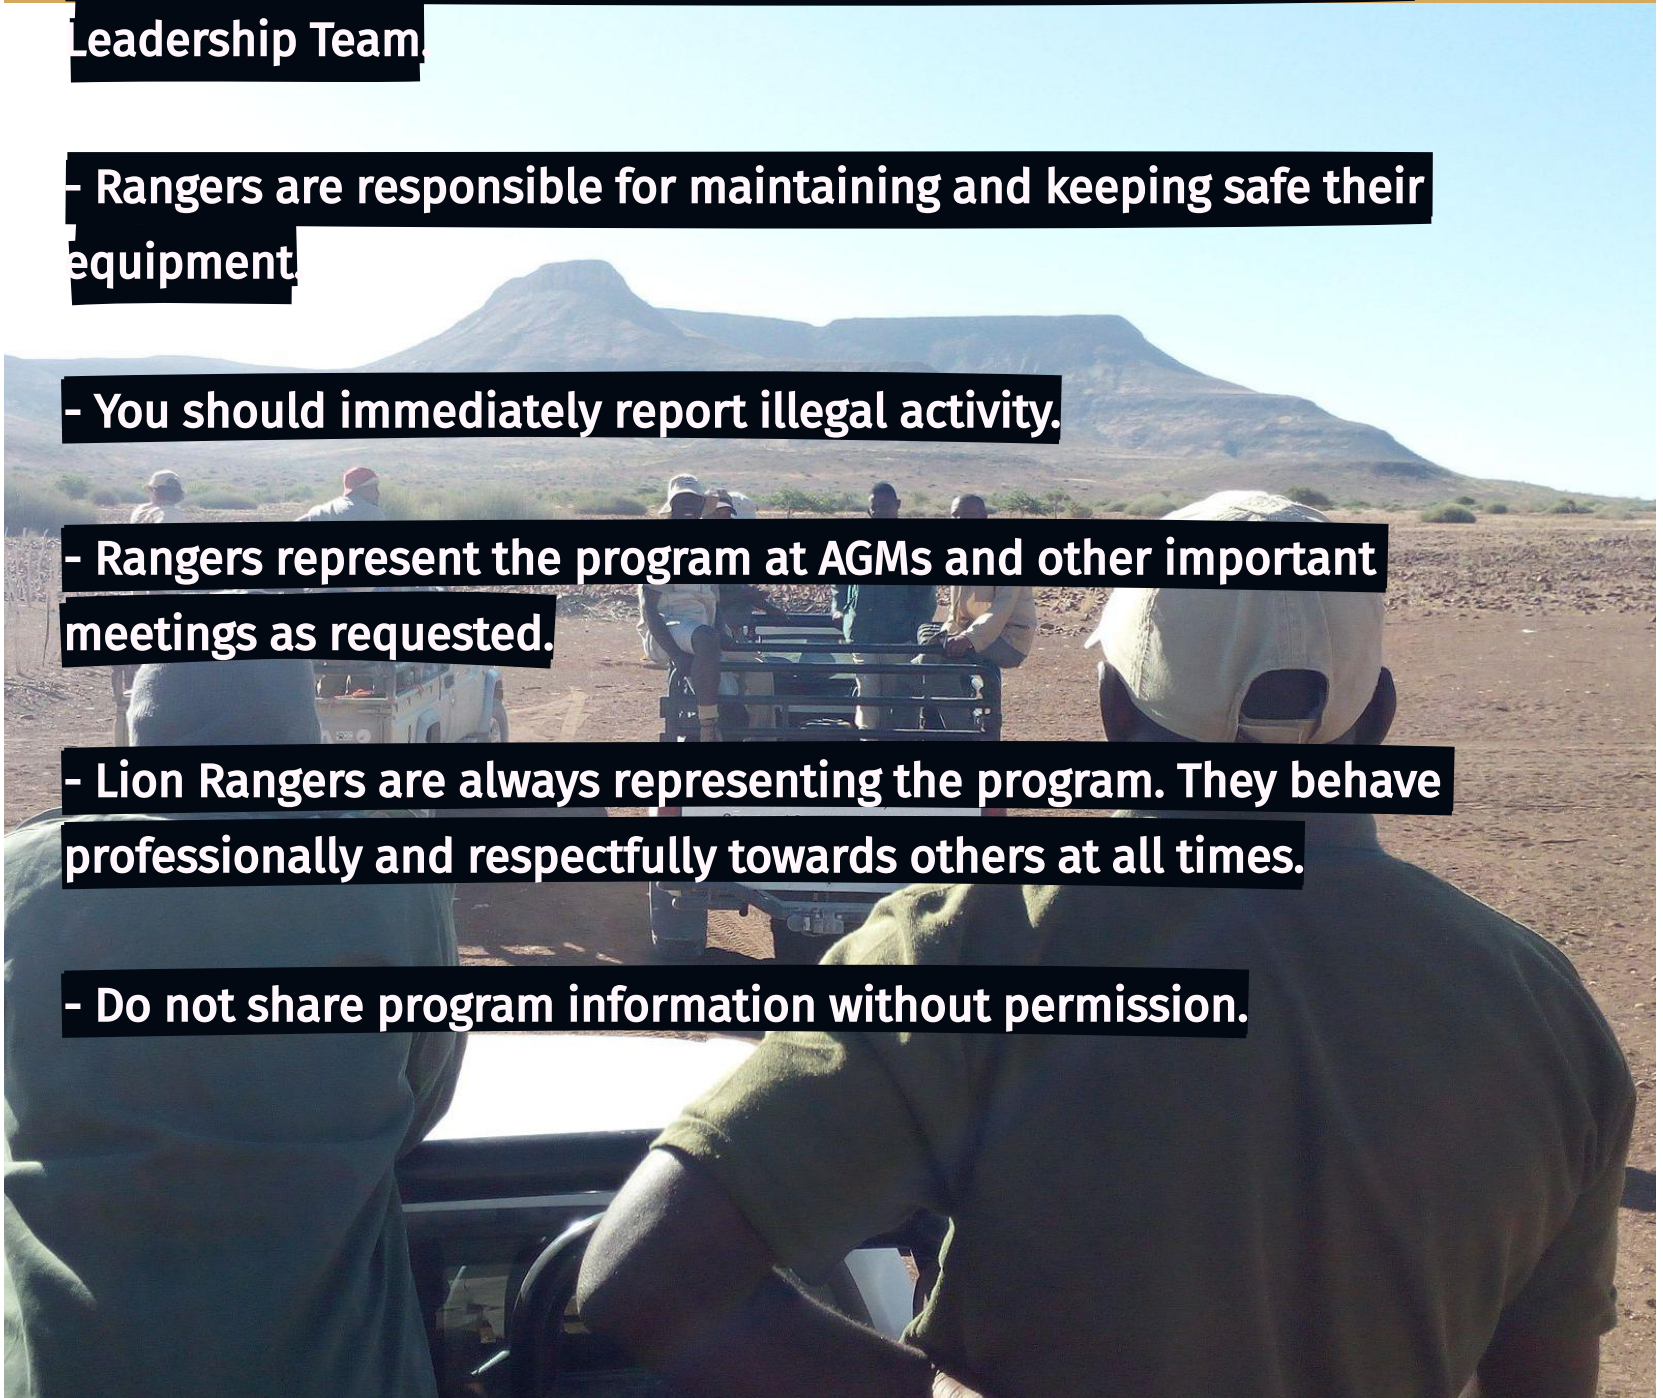 Leadership Team.
- Rangers are responsible for maintaining and keeping safe their
equipment.
- You should immediately report illegal activity.
- Rangers represent the program at AGMs and other important
meetings as requested.
- Lion Rangers are always representing the program. They behave
professionally and respectfully towards others at all times.
- Do not share program information without permission.